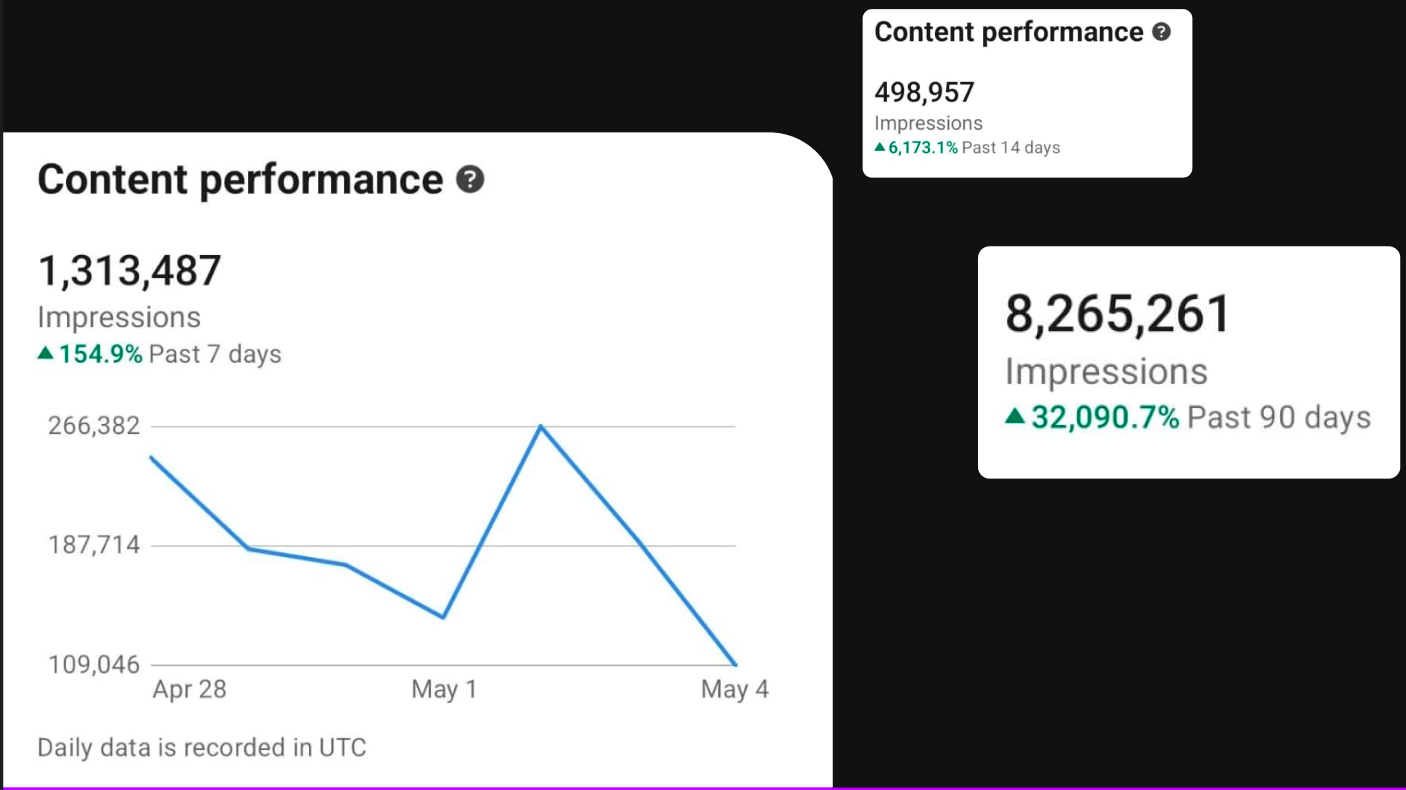 Content performance ?
1,313,487
Impressions
▲ 154.9% Past 7 days
266,382
187,714
109,046
Apr 28 May 1 May 4
Daily data is recorded in UTC
Content performance ?
498,957
Impressions
▲ 6,173.1% Past 14 days
8,265,261
Impressions
▲ 32,090.7% Past 90 days